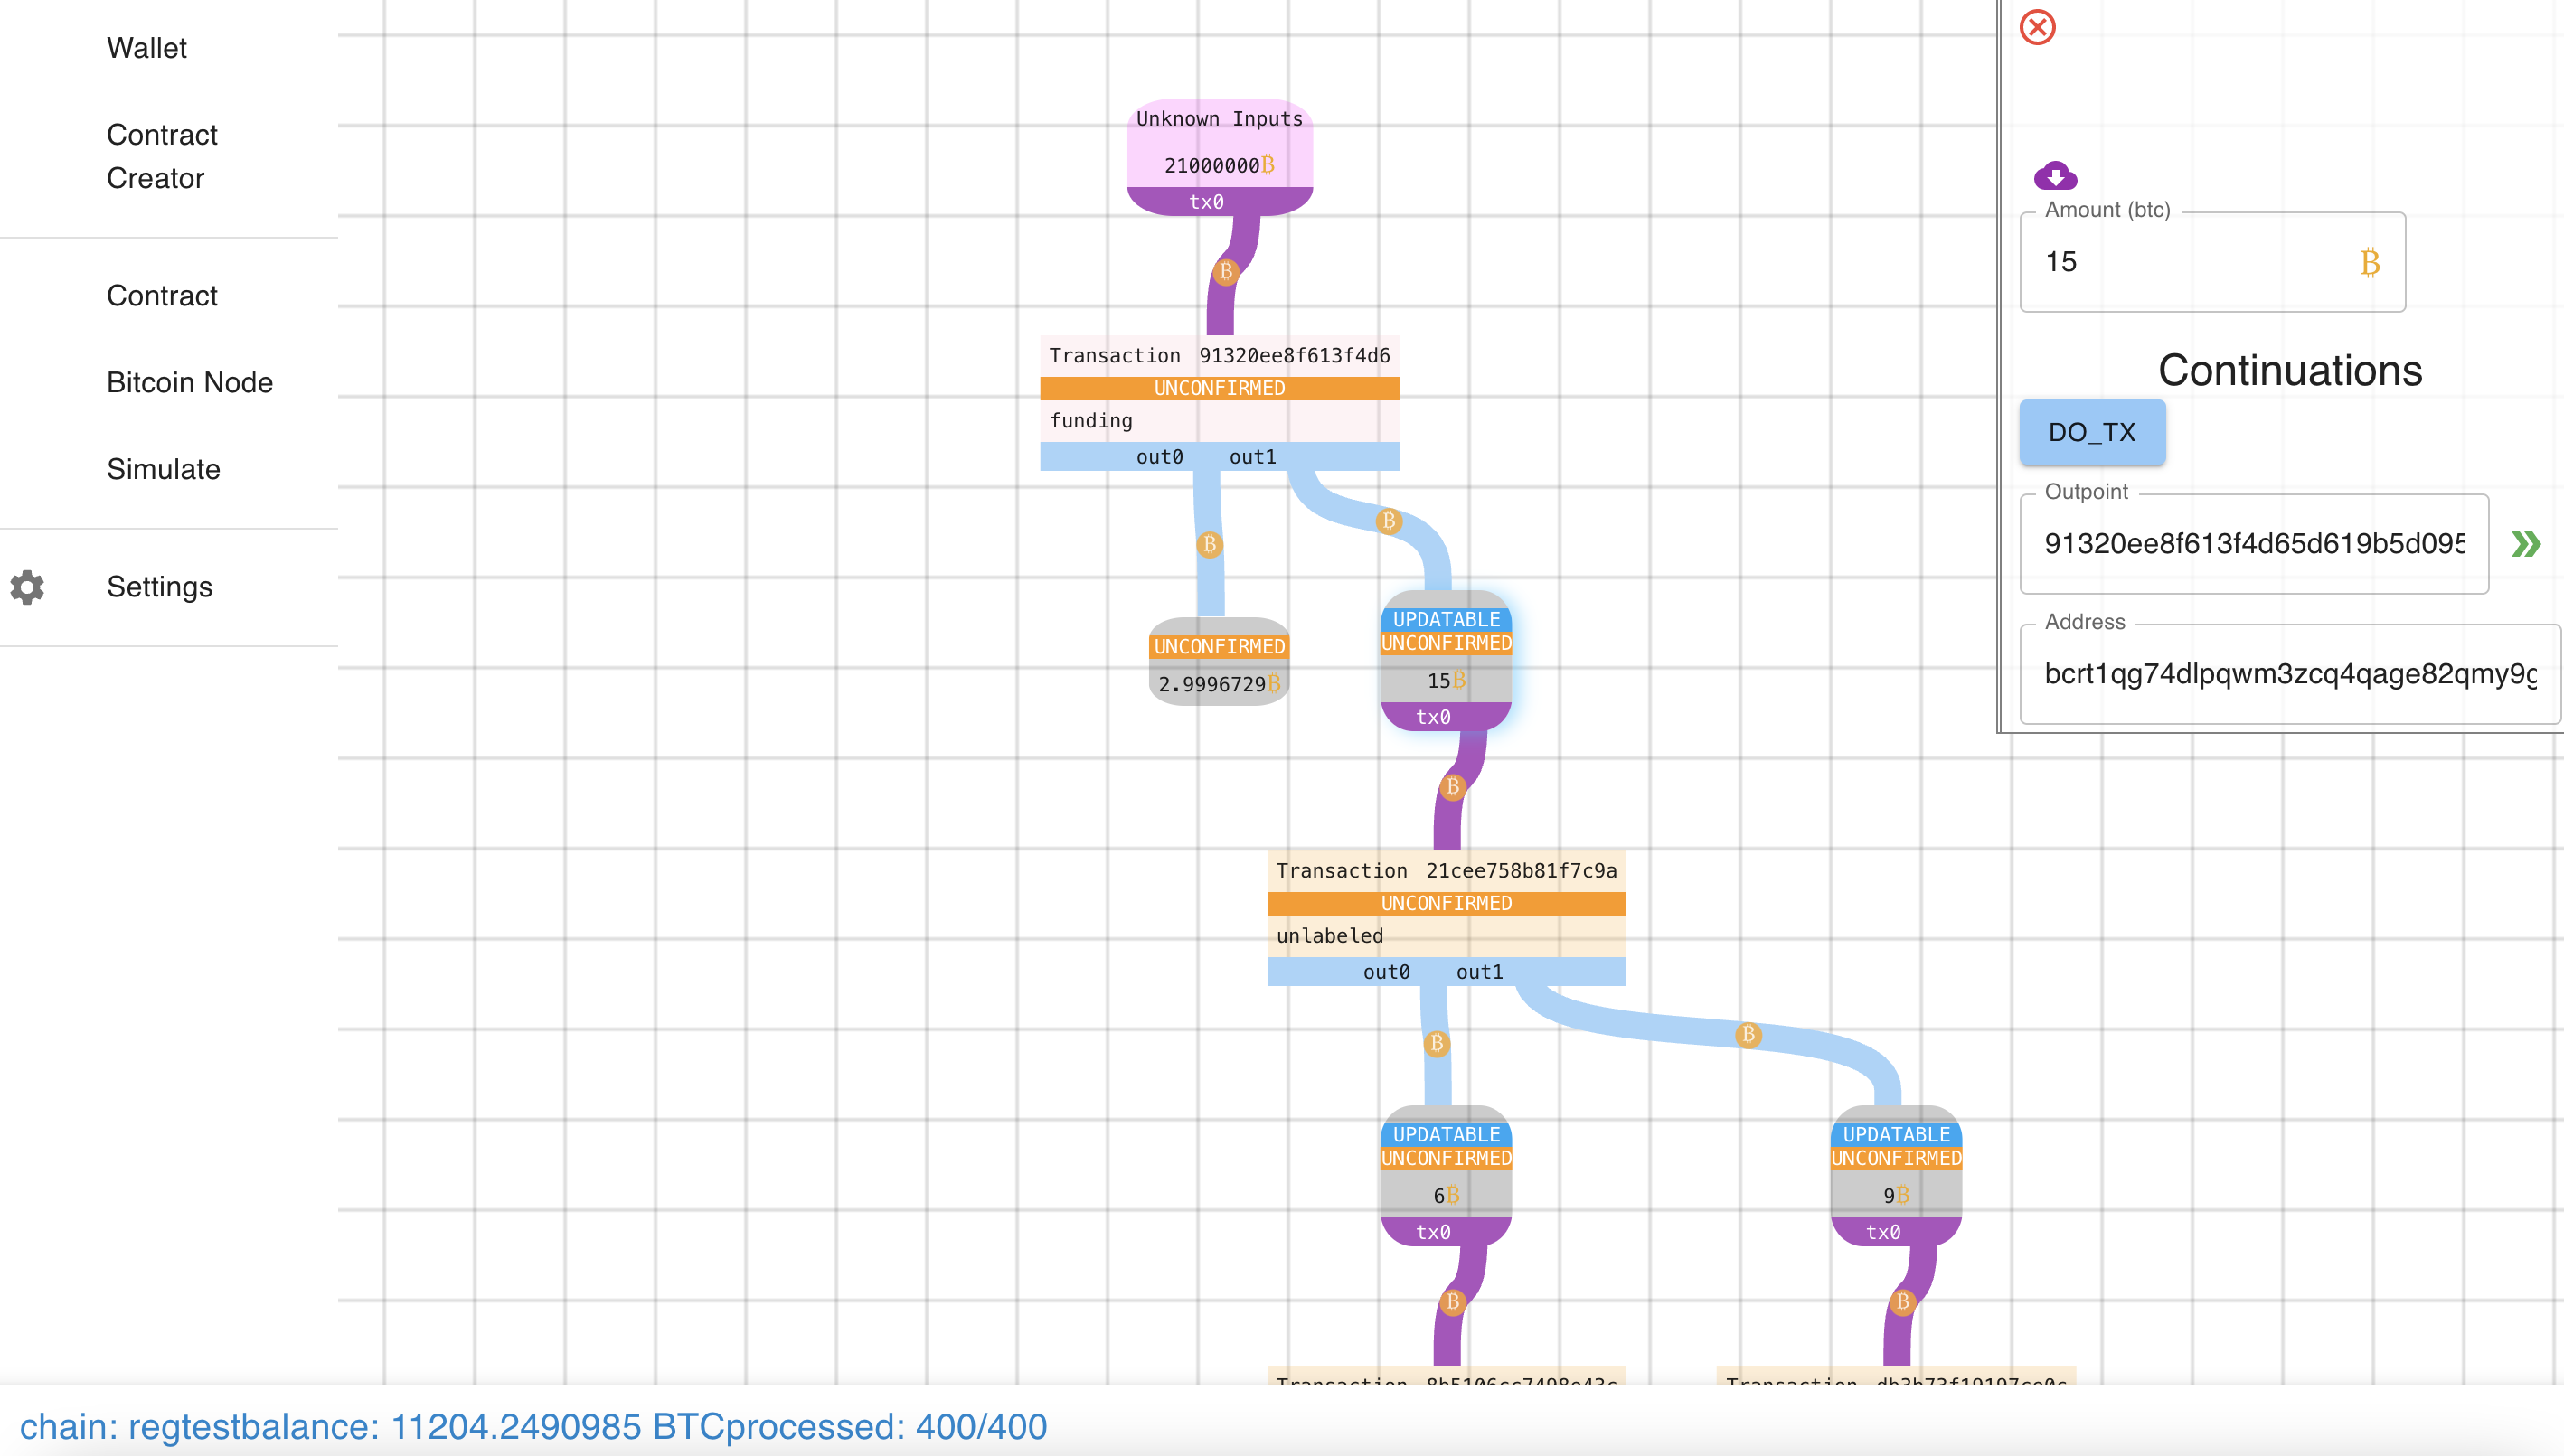 Wallet
Contract
Creator
Contract
Bitcoin Node
Simulate
Settings
Unknown Inputs
21000000₿
tx0
Transaction 91320ee8f613f4d6
UNCONFIRMED
funding
out0 out1
UNCONFIRMED
2.9996729₿
UPDATABLE
UNCONFIRMED
15₿
tx0
Transaction 21cee758b81f7c9a
UNCONFIRMED
unlabeled
out0 out1
UPDATABLE
UNCONFIRMED
6₿
tx0
UPDATABLE
UNCONFIRMED
9₿
tx0
Transaction
Transaction
Amount (btc)
15 ₿
Continuations
DO_TX
Outpoint
91320ee8f613f4d65d619b5d095
Address
bcrt1qg74dlpqwm3zcq4qage82qmy9g
chain: regtestbalance: 11204.2490985 BTCprocessed: 400/400